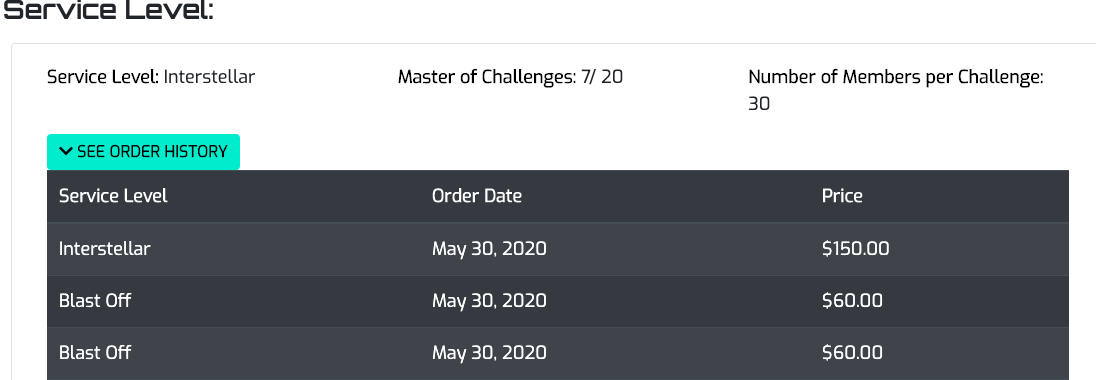 Service Level:
Service Level: Interstellar Master of Challenges: 7/ 20 Number of Members per Challenge:
30
SEE ORDER HISTORY
Service Level Order Date Price
Interstellar May 30, 2020 $150.00
Blast Off May 30, 2020 $60.00
Blast Off May 30, 2020 $60.00